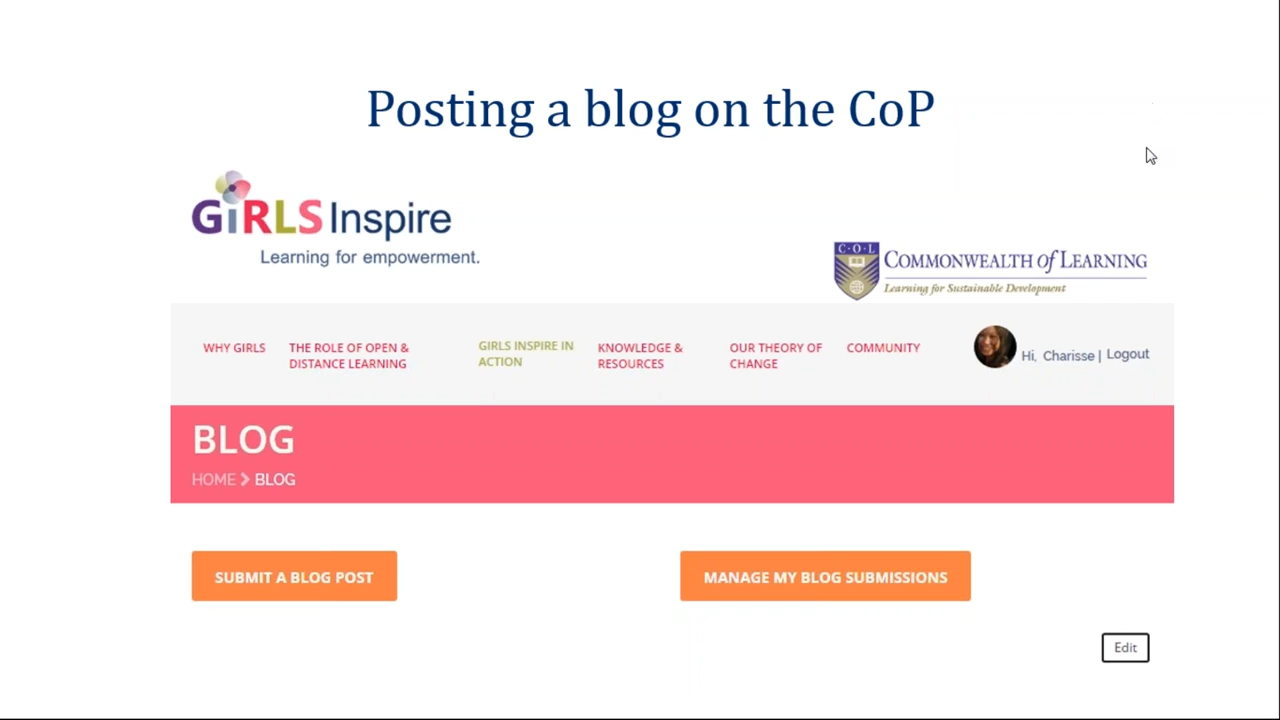 Posting a blog on the CoP
GiRLS Inspire
Learning for empowerment.
C·O·L
COMMONWEALTH of LEARNING
Learning for Sustainable Development
WHY GIRLS
THE ROLE OF OPEN &
DISTANCE LEARNING
GIRLS INSPIRE IN
ACTION
KNOWLEDGE &
RESOURCES
OUR THEORY OF
CHANGE
COMMUNITY
Hi, Charisse | Logout
BLOG
HOME > BLOG
SUBMIT A BLOG POST
MANAGE MY BLOG SUBMISSIONS
Edit